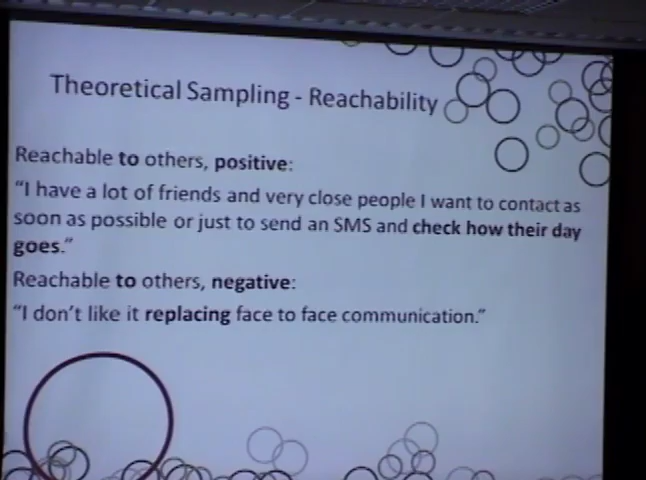 Theoretical Sampling - Reachability
Reachable to others, positive:
“I have a lot of friends and very close people I want to contact as
soon as possible or just to send an SMS and check how their day
goes.”
Reachable to others, negative:
“I don’t like it replacing face to face communication.”